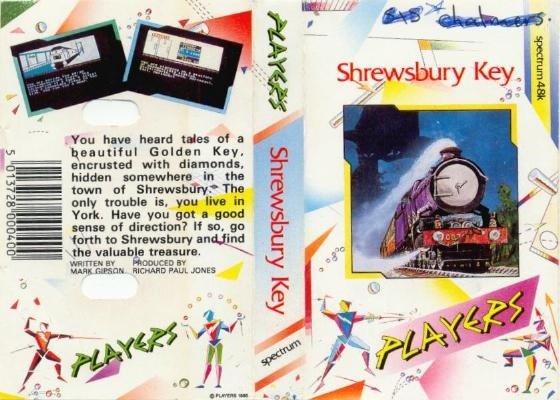 PLAYERS
You have heard tales of a
beautiful Golden Key,
encrusted with diamonds,
hidden somewhere in the
town of Shrewsbury. The
only trouble is, you live in
York. Have you got a good
sense of direction? If so, go
forth to Shrewsbury and find
the valuable treasure.
WRITTEN BY
MARK GIPSON
PRODUCED BY
RICHARD PAUL JONES
5 013728 000400
PLAYERS
© PLAYERS 1986
Shrewsbury Key
spectrum
chalmers
spectrum 48k
Shrewsbury Key
PLAYERS